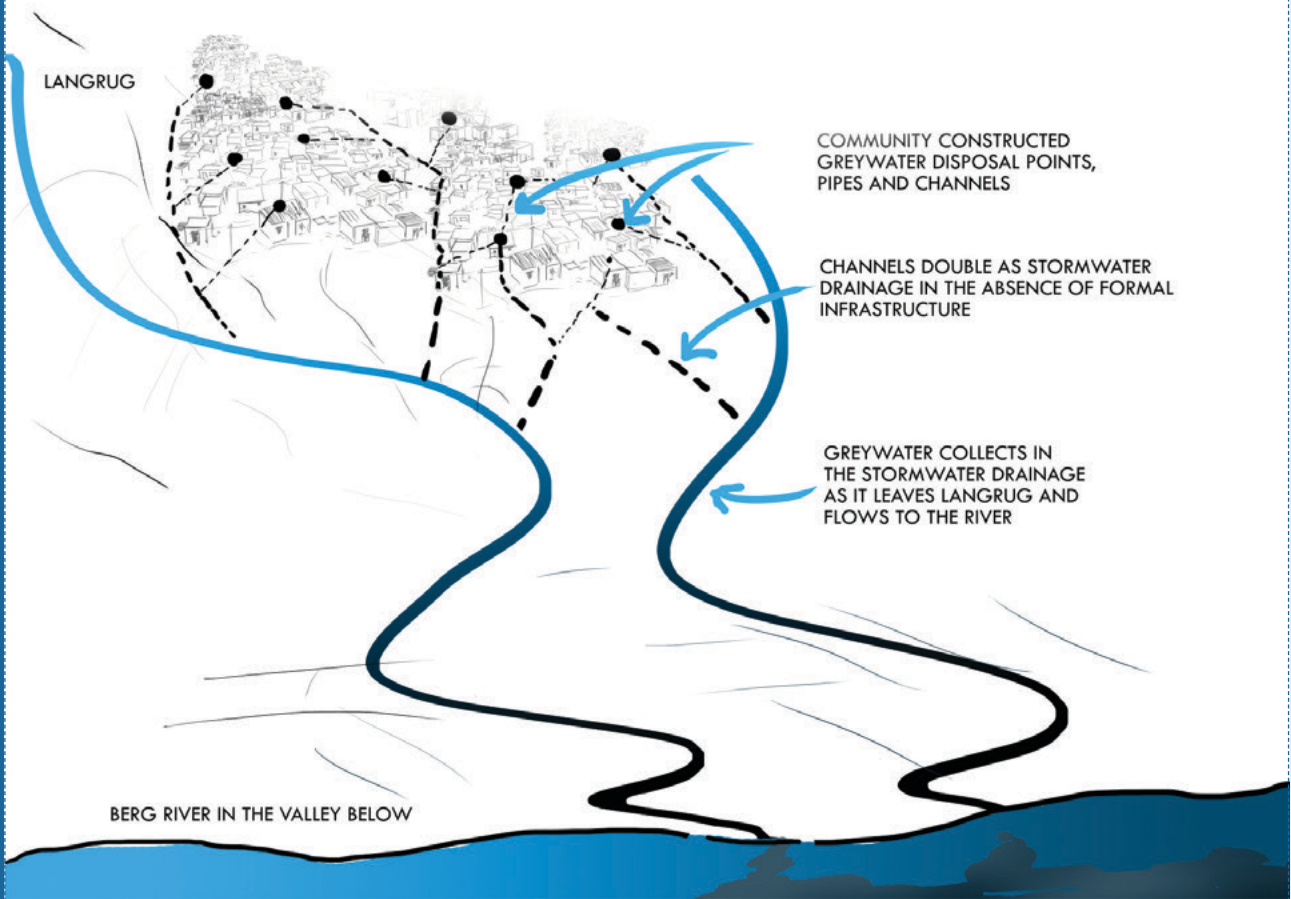 LANGRUG
COMMUNITY CONSTRUCTED
GREYWATER DISPOSAL POINTS,
PIPES AND CHANNELS
CHANNELS DOUBLE AS STORMWATER
DRAINAGE IN THE ABSENCE OF FORMAL
INFRASTRUCTURE
GREYWATER COLLECTS IN
THE STORMWATER DRAINAGE
AS IT LEAVES LANGRUG AND
FLOWS TO THE RIVER
BERG RIVER IN THE VALLEY BELOW